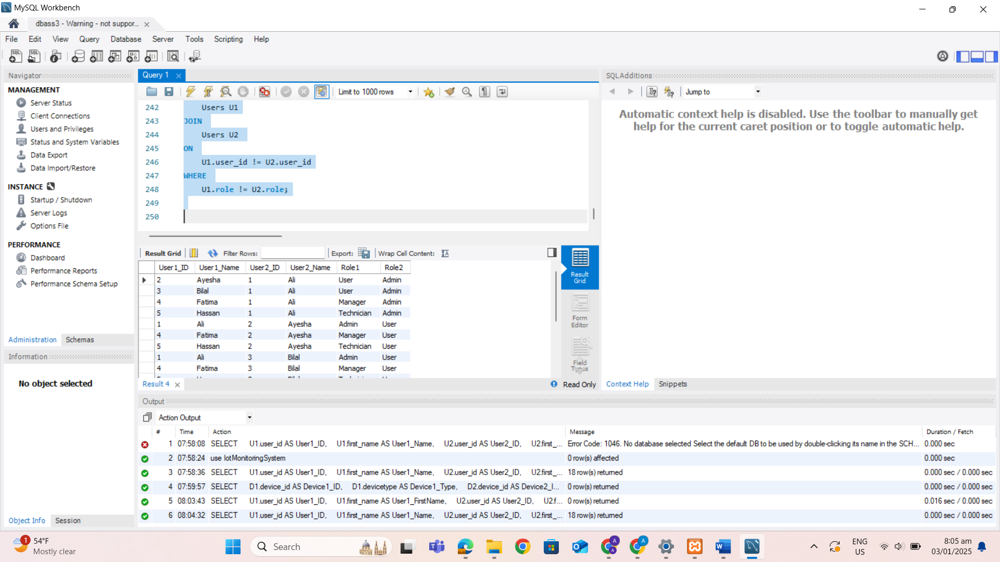 MySQL Workbench
dbass3 - Warning - not suppor...
File Edit View Query Database Server Tools Scripting Help
Navigator
MANAGEMENT
Server Status
Client Connections
Users and Privileges
Status and System Variables
Data Export
Data Import/Restore
INSTANCE
Startup / Shutdown
Server Logs
Options File
PERFORMANCE
Dashboard
Performance Reports
Performance Schema Setup
Administration Schemas
Information
No object selected
Object Info Session
Query 1
Limit to 1000 rows
242 Users U1
243 JOIN
244 Users U2
245 ON
246 U1.user_id != U2.user_id
247 WHERE
248 U1.role != U2.role;
249
250
Result Grid Filter Rows: Export: Wrap Cell Content:
User1_ID User1_Name User2_ID User2_Name Role1 Role2
2 Ayesha 1 Ali User Admin
3 Bilal 1 Ali User Admin
4 Fatima 1 Ali Manager Admin
5 Hassan 1 Ali Technician Admin
1 Ali 2 Ayesha Admin User
4 Fatima 2 Ayesha Manager User
5 Hassan 2 Ayesha Technician User
1 Ali 3 Bilal Admin User
4 Fatima 3 Bilal Manager User
Result Grid
Form Editor
Field Types
Result 4
Read Only
SQLAdditions
Jump to
Automatic context help is disabled. Use the toolbar to manually get
help for the current caret position or to toggle automatic help.
Context Help Snippets
Output
Action Output
# Time Action Message Duration / Fetch
1 07:58:08 SELECT U1.user_id AS User1_ID, U1.first_name AS User1_Name, U2.user_id AS User2_ID, U2.first_... Error Code: 1046. No database selected Select the default DB to be used by double-clicking its name in the SCH... 0.000 sec
2 07:58:24 use IotMonitoringSystem 0 row(s) affected 0.000 sec
3 07:58:36 SELECT U1.user_id AS User1_ID, U1.first_name AS User1_Name, U2.user_id AS User2_ID, U2.first_... 18 row(s) returned 0.000 sec / 0.000 sec
4 07:59:57 SELECT D1.device_id AS Device1_ID, D1.devicetype AS Device1_Type, D2.device_id AS Device2_I... 0 row(s) returned 0.000 sec / 0.000 sec
5 08:03:43 SELECT U1.user_id AS User1_ID, U1.first_name AS User1_FirstName, U2.user_id AS User2_ID, U2.f... 0 row(s) returned 0.016 sec / 0.000 sec
6 08:04:32 SELECT U1.user_id AS User1_ID, U1.first_name AS User1_Name, U2.user_id AS User2_ID, U2.first_... 18 row(s) returned 0.000 sec / 0.000 sec
1
54°F
Mostly clear
Search
ENG
US
8:05 am
03/01/2025